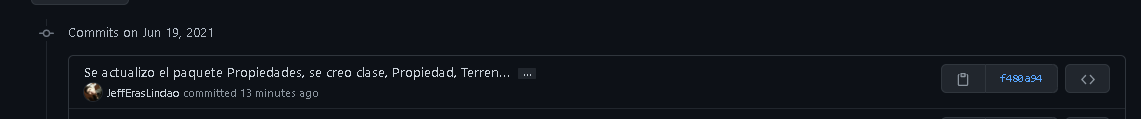 Commits on Jun 19, 2021
Se actualizo el paquete Propiedades, se creo clase, Propiedad, Terren... ...
JeffErasLindao committed 13 minutes ago
f480a94